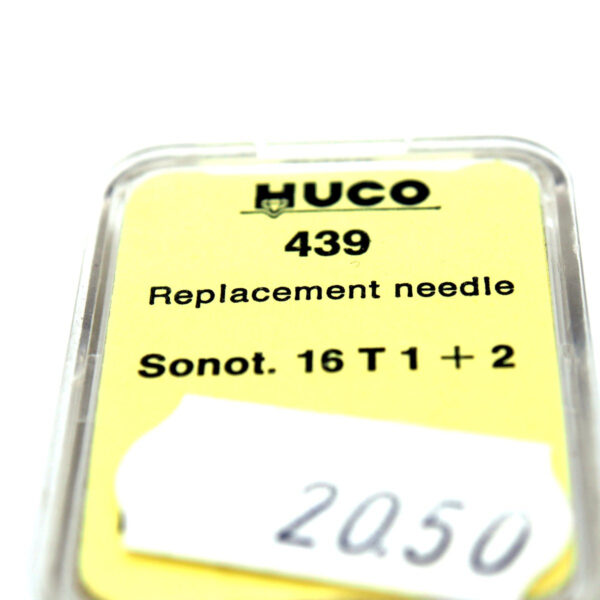 HUCO
439
Replacement needle
Sonot. 16 T 1 + 2
20.50